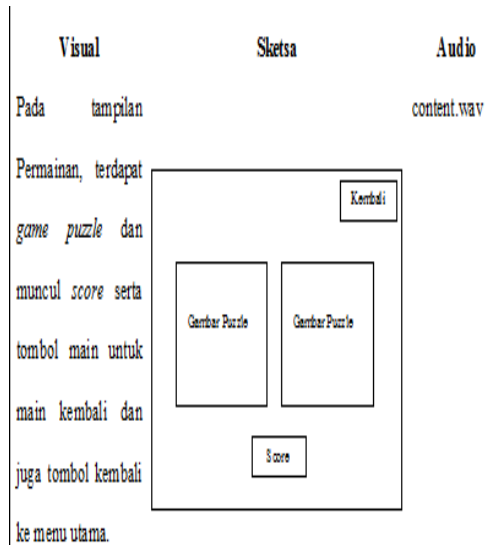 Visual Sketsa Audio
Pada tampilan
Permainan, terdapat
game puzzle dan
muncul score serta
tombol main untuk
main kembali dan
juga tombol kembali
ke menu utama.
Kembali
Gambar Puzzle Gambar Puzzle
Score
content.wav